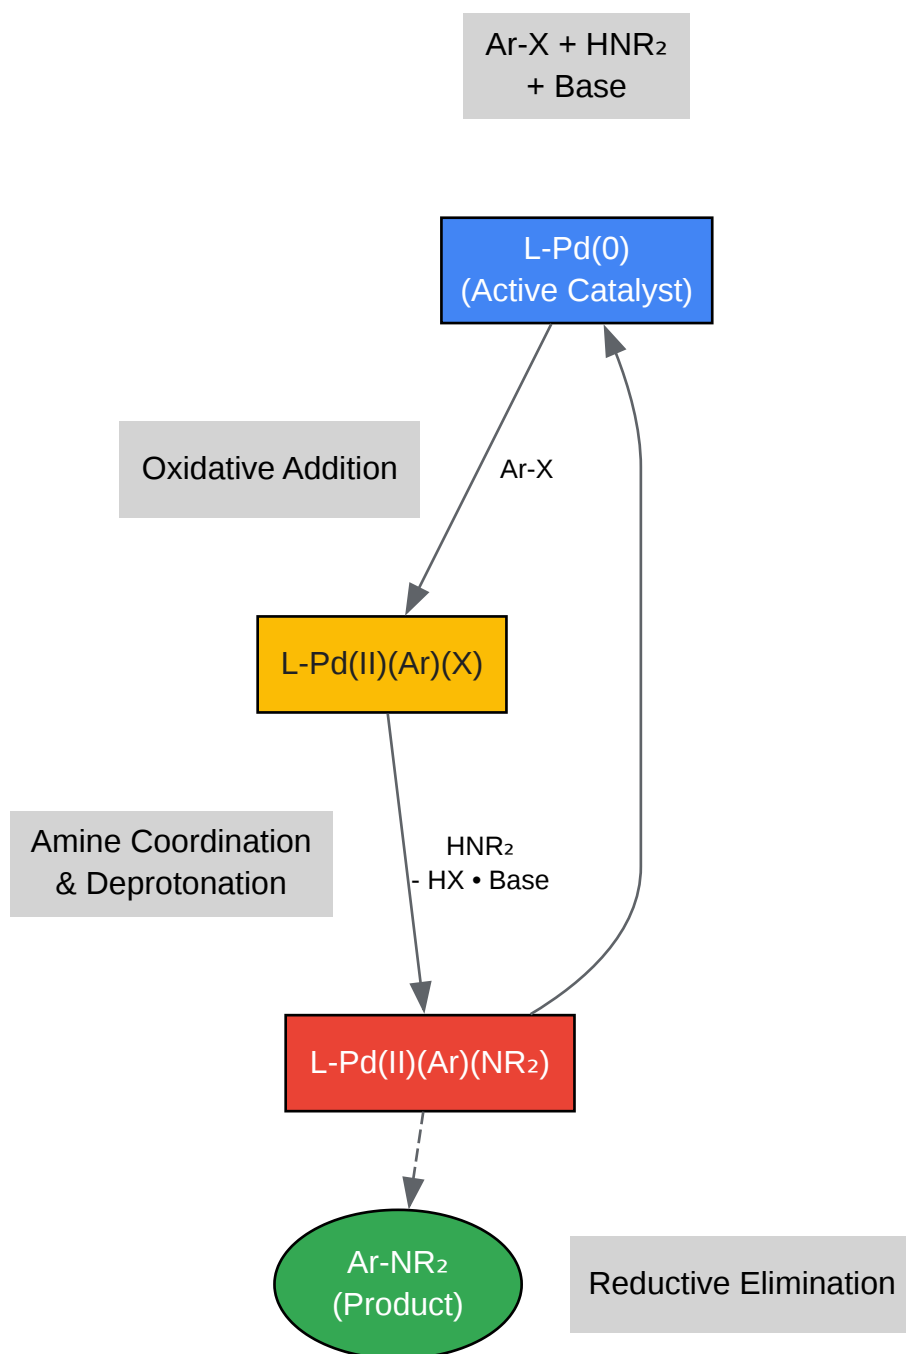 Ar-X + HNR₂
+ Base
L-Pd(0)
(Active Catalyst)
Oxidative Addition
Ar-X
L-Pd(II)(Ar)(X)
Amine Coordination
& Deprotonation
HNR₂
- HX • Base
L-Pd(II)(Ar)(NR₂)
Ar-NR₂
(Product)
Reductive Elimination